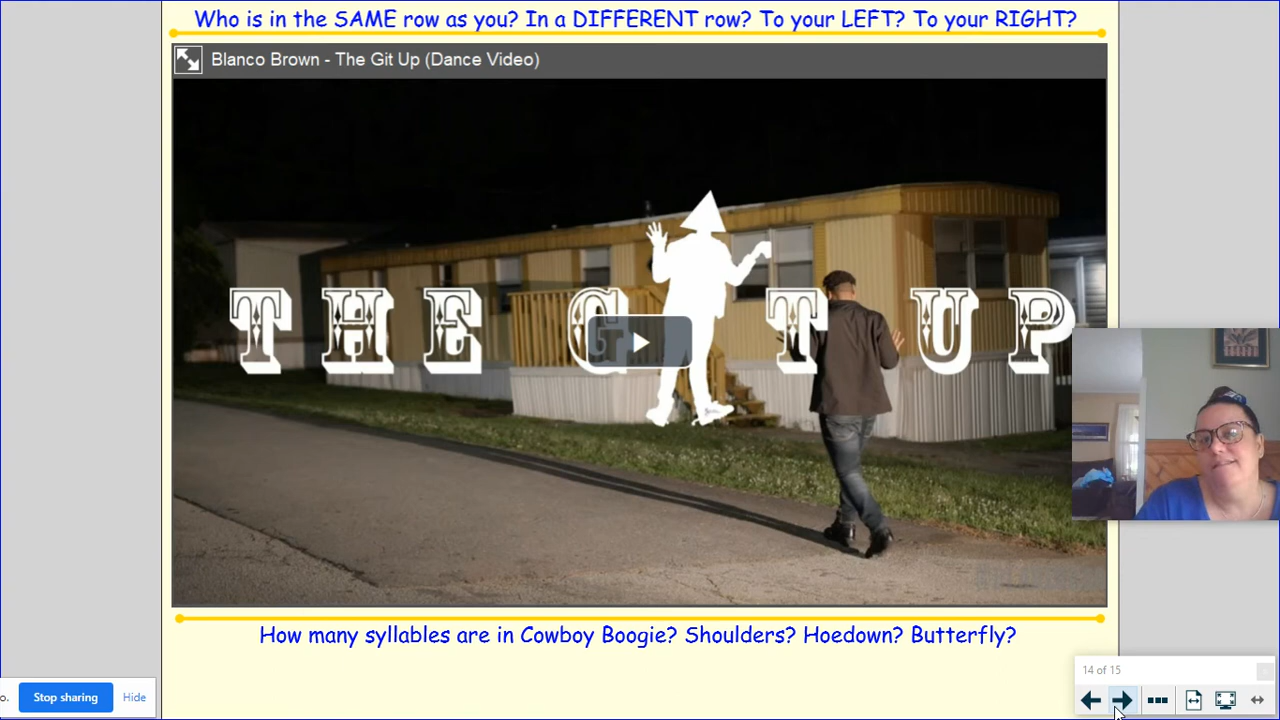 Who is in the SAME row as you? In a DIFFERENT row? To your LEFT? To your RIGHT?
Blanco Brown - The Git Up (Dance Video)
THE G T UP
How many syllables are in Cowboy Boogie? Shoulders? Hoedown? Butterfly?
14 of 15
o.
Stop sharing
Hide